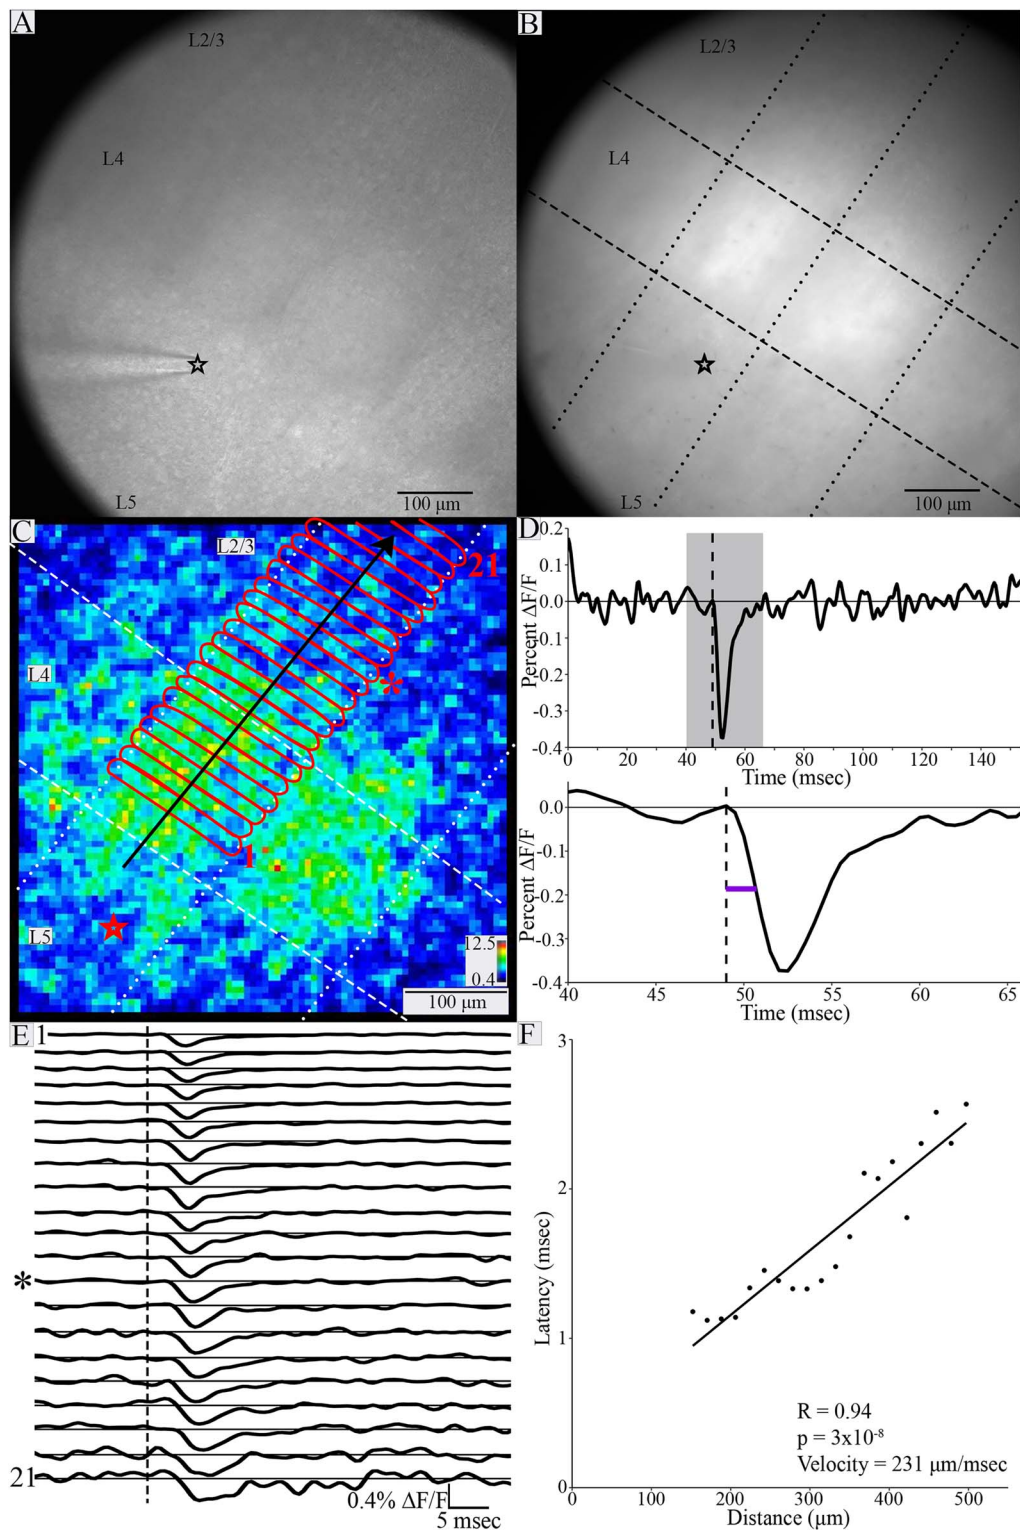 A
L2/3
L4
L5
100 μm
B
L2/3
L4
L5
100 μm
C
L2/3
L4
L5
21
*
1
12.5
0.4
100 μm
D
Percent ΔF/F
0.2
0.1
0.0
-0.1
-0.2
-0.3
-0.4
0 20 40 60 80 100 120 140
Time (msec)
Percent ΔF/F
0.0
-0.1
-0.2
-0.3
-0.4
40 45 50 55 60 65
Time (msec)
E
1
*
21
0.4% ΔF/F
5 msec
F
Latency (msec)
3
2
1
0
R = 0.94
p = 3x10-8
Velocity = 231 μm/msec
0 100 200 300 400 500
Distance (μm)